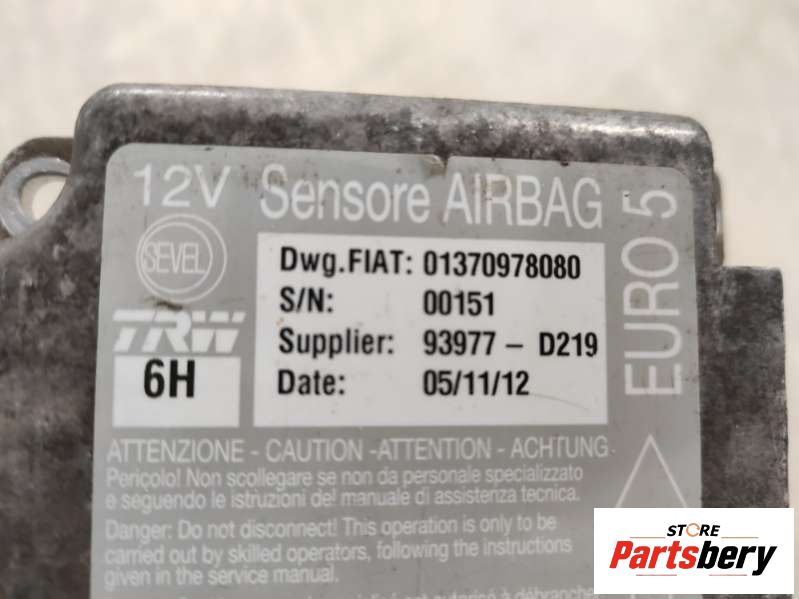 12V Sensore AIRBAG
EURO 5
SEVEL
Dwg.FIAT: 01370978080
S/N: 00151
Supplier: 93977 - D219
Date: 05/11/12
TRW
6H
ATTENZIONE - CAUTION -ATTENTION - ACHTUNG
Pericolo! Non scollegare se non da personale specializzato
e seguendo le istruzioni del manuale di assistenza tecnica.
Danger: Do not disconnect! This operation is only to be
carried out by skilled operators, following the instructions
given in the service manual.
à débranche
STORE
Partsbery